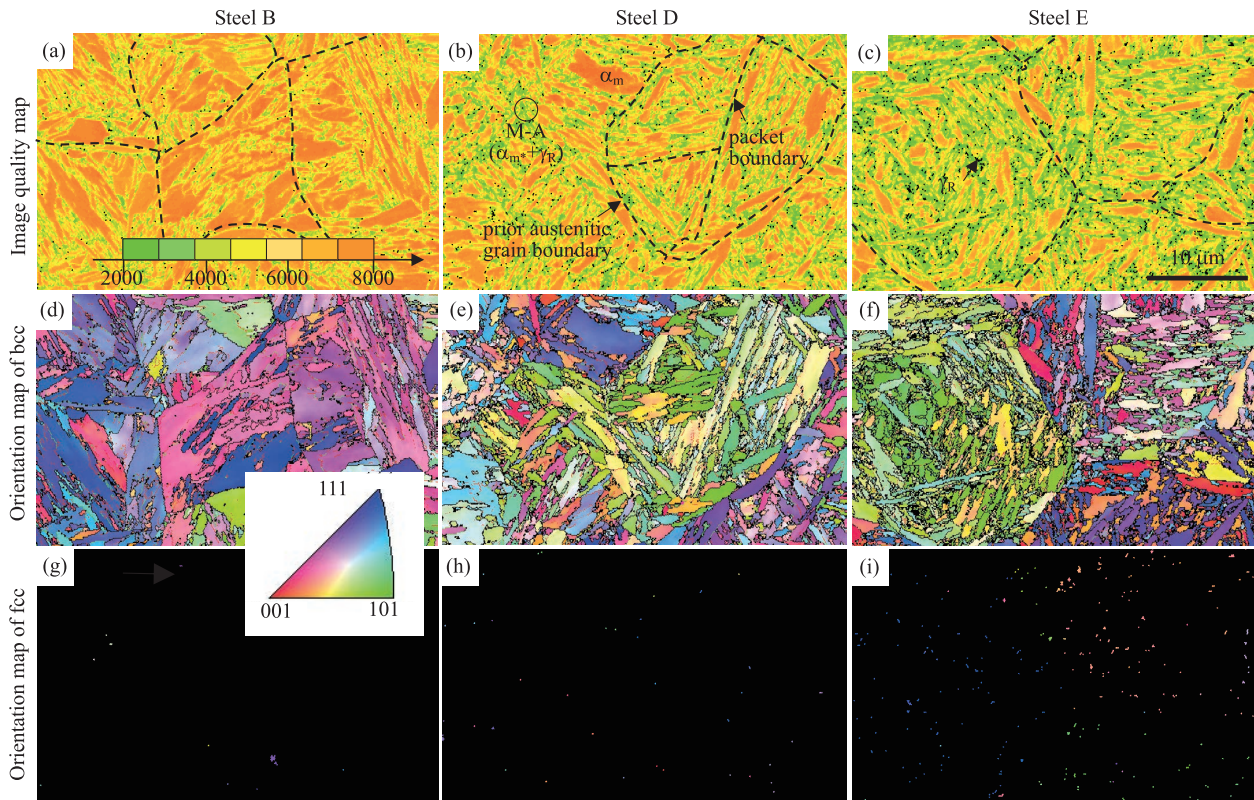 Steel B
Steel D
Steel E
Image quality map
(a)
2000
4000
6000
8000
(b)
αm
M-A
(αm*+γR)
packet
boundary
prior austenitic
grain boundary
(c)
γR
10 μm
Orientation map of bcc
(d)
(e)
(f)
111
001
101
Orientation map of fcc
(g)
(h)
(i)